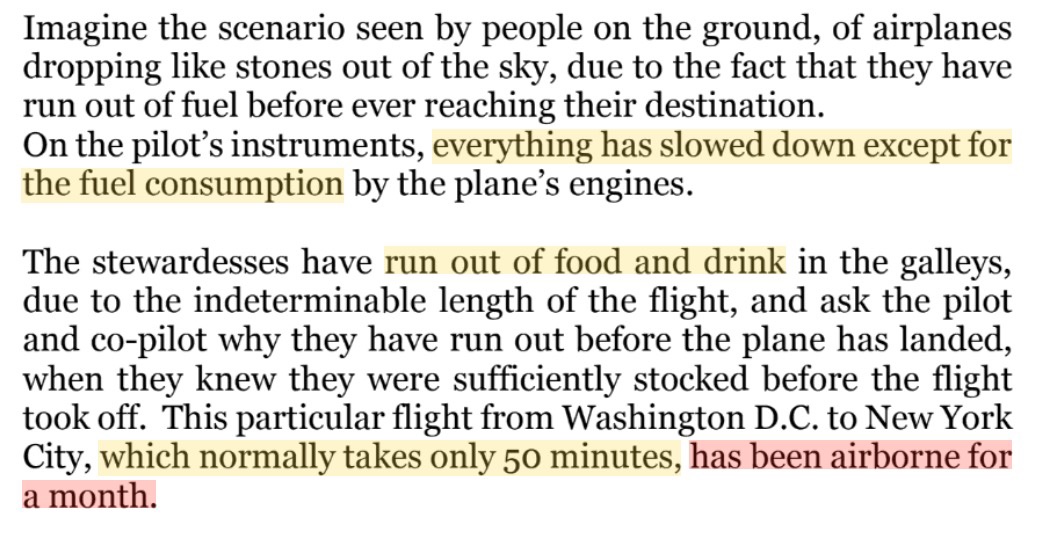 Imagine the scenario seen by people on the ground, of airplanes
dropping like stones out of the sky, due to the fact that they have
run out of fuel before ever reaching their destination.
On the pilot’s instruments, everything has slowed down except for
the fuel consumption by the plane’s engines.
The stewardesses have run out of food and drink in the galleys,
due to the indeterminable length of the flight, and ask the pilot
and co-pilot why they have run out before the plane has landed,
when they knew they were sufficiently stocked before the flight
took off. This particular flight from Washington D.C. to New York
City, which normally takes only 50 minutes, has been airborne for
a month.